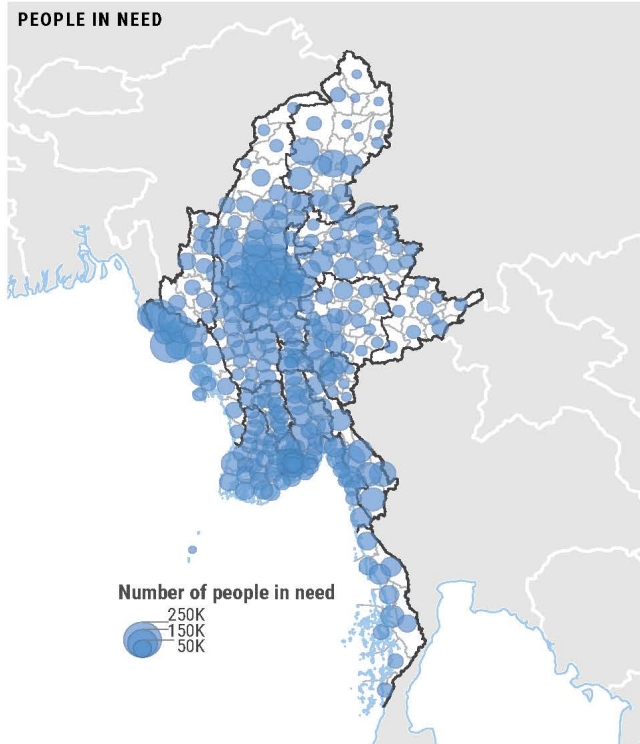 PEOPLE IN NEED
Number of people in need
250K
150K
50K